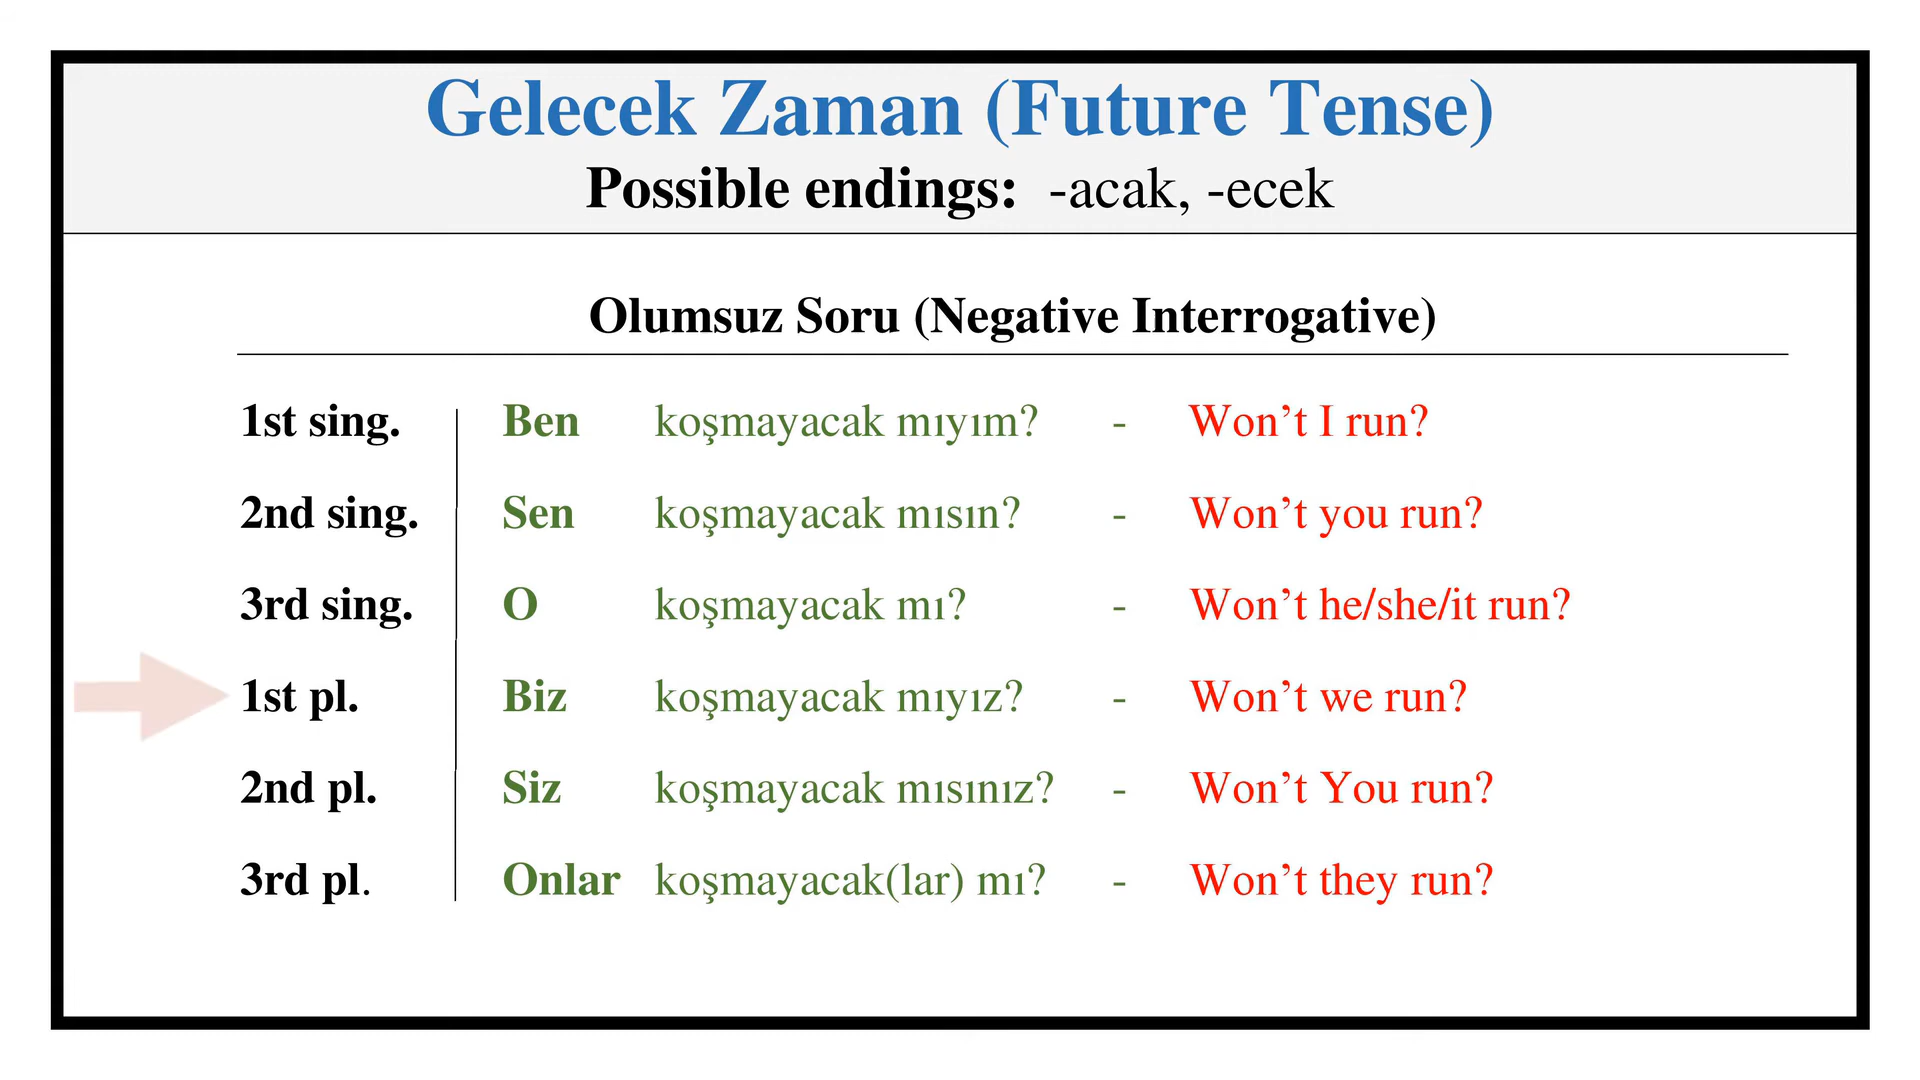 Gelecek Zaman (Future Tense)
Possible endings: -acak, -ecek
Olumsuz Soru (Negative Interrogative)
1st sing. Ben koşmayacak mıyım? - Won’t I run?
2nd sing. Sen koşmayacak mısın? - Won’t you run?
3rd sing. O koşmayacak mı? - Won’t he/she/it run?
1st pl. Biz koşmayacak mıyız? - Won’t we run?
2nd pl. Siz koşmayacak mısınız? - Won’t You run?
3rd pl. Onlar koşmayacak(lar) mı? - Won’t they run?